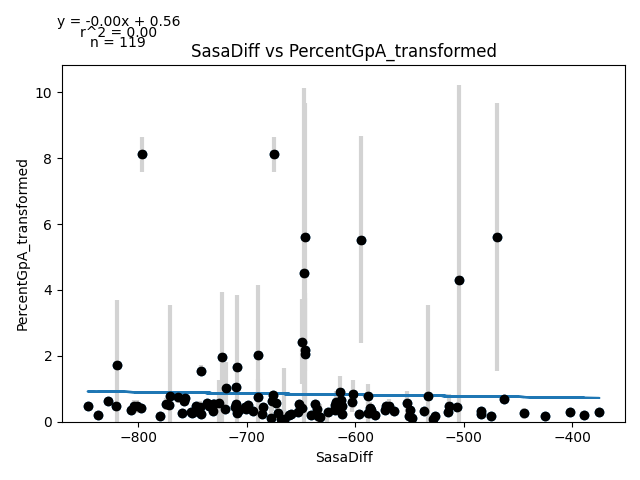 y = -0.00x + 0.56
r^2 = 0.00
n = 119
SasaDiff vs PercentGpA_transformed
10
8
6
4
2
0
PercentGpA_transformed
−800
−700
−600
−500
−400
SasaDiff